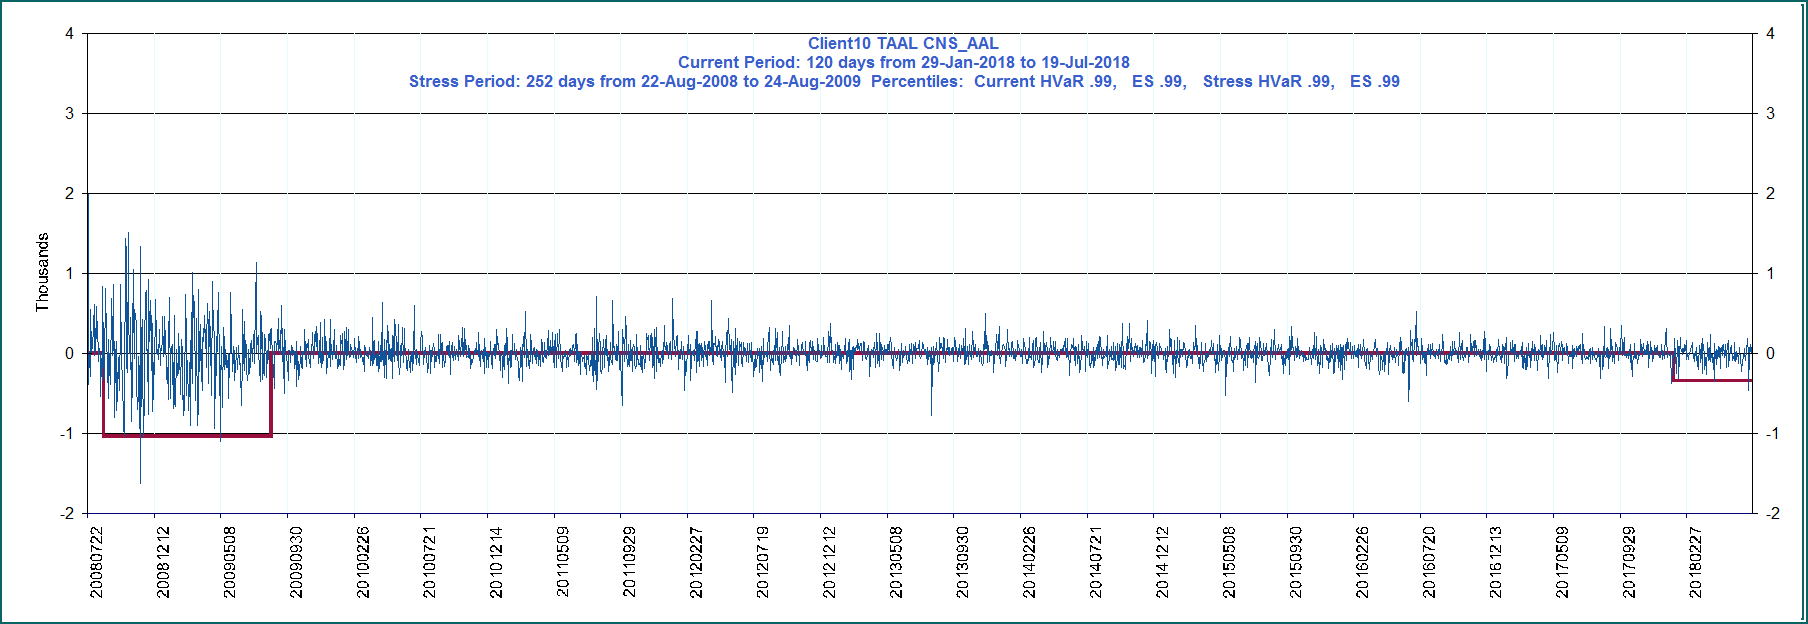 Client10 TAAL CNS_AAL
Current Period: 120 days from 29-Jan-2018 to 19-Jul-2018
Stress Period: 252 days from 22-Aug-2008 to 24-Aug-2009  Percentiles:  Current HVaR .99,   ES .99,   Stress HVaR .99,   ES .99
4 4
3 3
2 2
1 1
0 0
-1 -1
-2 -2
Thousands
20080722 20081212 20090508 20090930 20100226 20100721 20101214 20110509 20110929 20120227 20120719 20121212 20130508 20130930 20140226 20140721 20141212 20150508 20150930 20160226 20160720 20161213 20170509 20170929 20180227